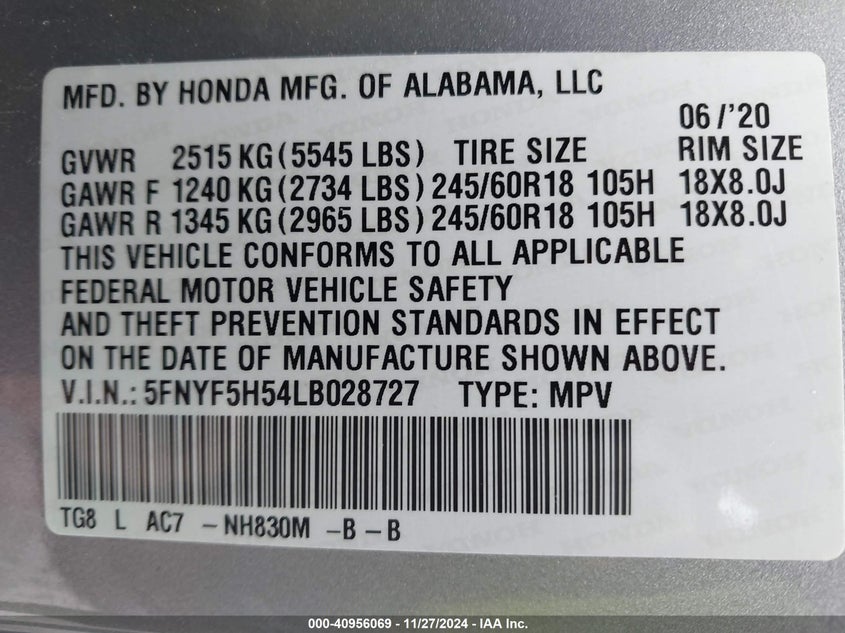 MFD. BY HONDA MFG. OF ALABAMA, LLC
06/'20
GVWR 2515 KG (5545 LBS) TIRE SIZE RIM SIZE
GAWR F 1240 KG (2734 LBS) 245/60R18 105H 18X8.0J
GAWR R 1345 KG (2965 LBS) 245/60R18 105H 18X8.0J
THIS VEHICLE CONFORMS TO ALL APPLICABLE
FEDERAL MOTOR VEHICLE SAFETY
AND THEFT PREVENTION STANDARDS IN EFFECT
ON THE DATE OF MANUFACTURE SHOWN ABOVE.
V.I.N.: 5FNYF5H54LB028727 TYPE: MPV
TG8 L AC7 -NH830M -B -B
000-40956069 - 11/27/2024 - IAA Inc.